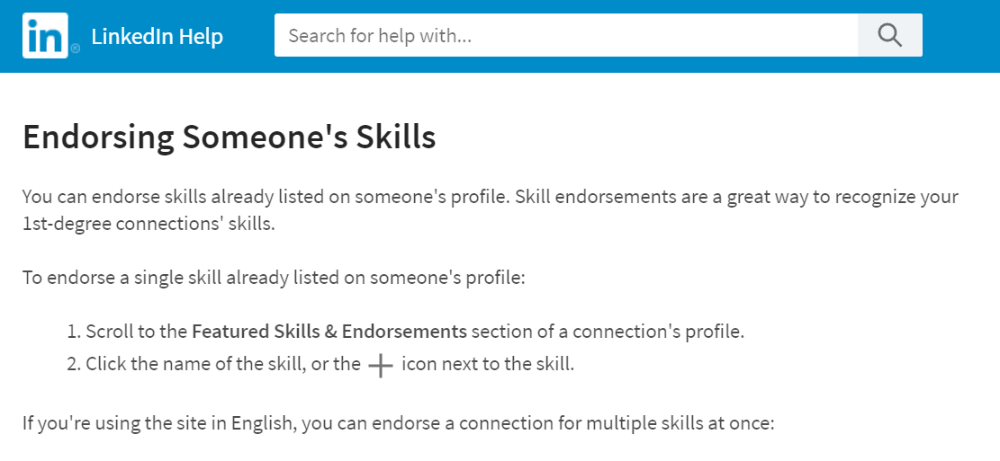 in ® LinkedIn Help Search for help with...
Endorsing Someone's Skills
You can endorse skills already listed on someone's profile. Skill endorsements are a great way to recognize your
1st-degree connections' skills.
To endorse a single skill already listed on someone's profile:
1. Scroll to the Featured Skills & Endorsements section of a connection's profile.
2. Click the name of the skill, or the + icon next to the skill.
If you're using the site in English, you can endorse a connection for multiple skills at once: